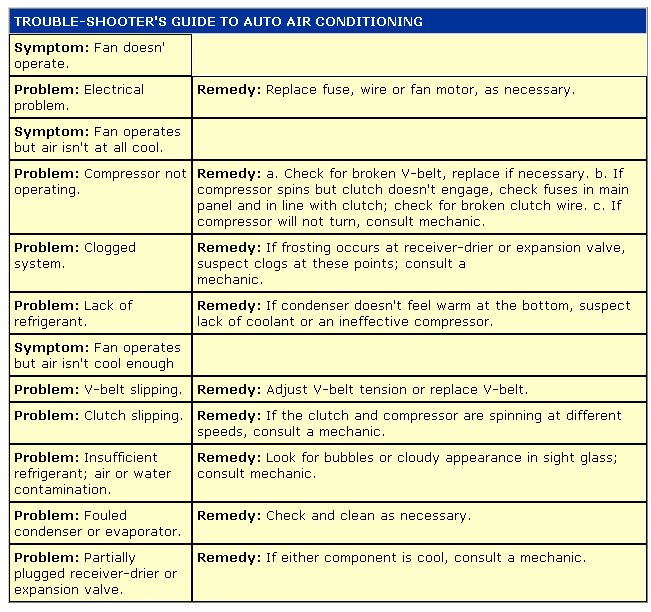 TROUBLE-SHOOTER'S GUIDE TO AUTO AIR CONDITIONING
Symptom: Fan doesn'
operate.
Problem: Electrical
problem.
Remedy: Replace fuse, wire or fan motor, as necessary.
Symptom: Fan operates
but air isn't at all cool.
Problem: Compressor not
operating.
Remedy: a. Check for broken V-belt, replace if necessary. b. If
compressor spins but clutch doesn't engage, check fuses in main
panel and in line with clutch; check for broken clutch wire. c. If
compressor will not turn, consult mechanic.
Problem: Clogged
system.
Remedy: If frosting occurs at receiver-drier or expansion valve,
suspect clogs at these points; consult a
mechanic.
Problem: Lack of
refrigerant.
Remedy: If condenser doesn't feel warm at the bottom, suspect
lack of coolant or an ineffective compressor.
Symptom: Fan operates
but air isn't cool enough
Problem: V-belt slipping.
Remedy: Adjust V-belt tension or replace V-belt.
Problem: Clutch slipping.
Remedy: If the clutch and compressor are spinning at different
speeds, consult a mechanic.
Problem: Insufficient
refrigerant; air or water
contamination.
Remedy: Look for bubbles or cloudy appearance in sight glass;
consult mechanic.
Problem: Fouled
condenser or evaporator.
Remedy: Check and clean as necessary.
Problem: Partially
plugged receiver-drier or
expansion valve.
Remedy: If either component is cool, consult a mechanic.